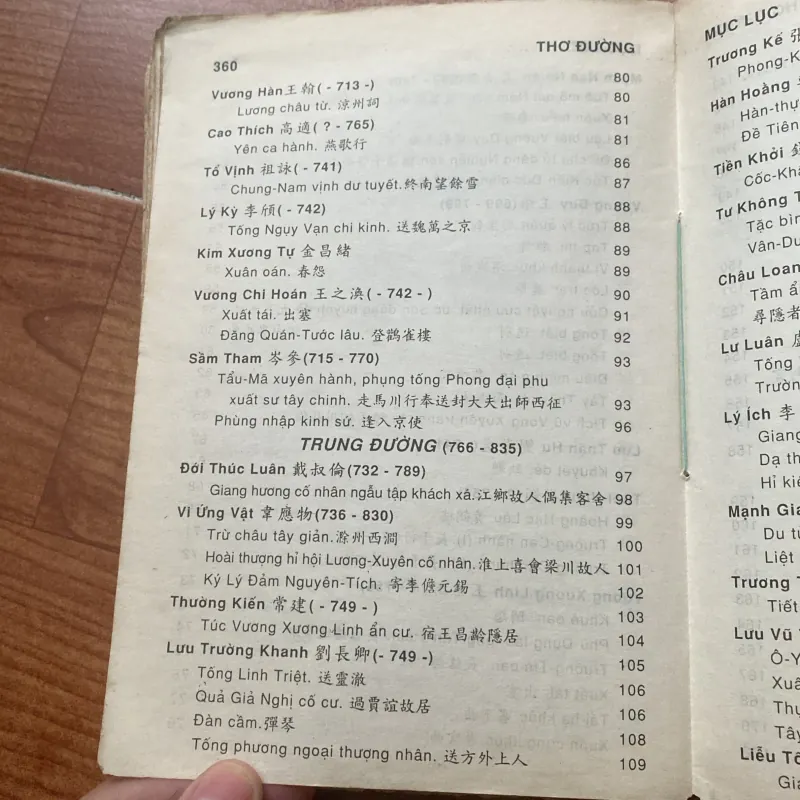 360 THƠ ĐƯỜNG
80
Vương Hàn 王翰 ( - 713 -) 80
Lương châu từ. 涼州詞
Cao Thích 高適 ( ? - 765) 81
Yên ca hành. 燕歌行 81
Tổ Vịnh 祖詠 ( - 741) 86
Chung-Nam vịnh dư tuyết.終南望餘雪 87
Lý Kỳ 李頎 ( - 742) 88
Tống Ngụy Vạn chi kinh. 送魏萬之京 88
Kim Xương Tự 金昌緒 89
Xuân oán. 春怨 89
Vương Chi Hoán 王之渙( - 742 - ) 90
Xuất tái. 出塞 91
Đăng Quán-Tước lâu. 登鸛雀樓 92
Sầm Tham 岑參(715 - 770) 93
Tẩu-Mã xuyên hành, phụng tống Phong đại phu
xuất sư tây chinh. 走馬川行奉送封大夫出師西征 93
Phùng nhập kinh sứ. 逢入京使 96
TRUNG ĐƯỜNG (766 - 835)
Đới Thúc Luân 戴叔倫(732 - 789) 97
Giang hương cố nhân ngẫu tập khách xá.江鄉故人偶集客舍 98
Vi Ứng Vật 韋應物(736 - 830) 99
Trừ châu tây giản.滁州西澗 100
Hoài thượng hỉ hội Lương-Xuyên cố nhân.淮上喜會梁川故人 101
Ký Lý Đảm Nguyên-Tích. 寄李儋元錫 102
Thường Kiến 常建( - 749 - ) 103
Túc Vương Xương Linh ẩn cư. 宿王昌齡隱居 104
Lưu Trường Khanh 劉長卿(- 749 -) 105
Tống Linh Triệt. 送靈澈 106
Quả Giả Nghị cố cư. 過賈誼故居 106
Đàn cầm.彈琴 108
Tống phương ngoại thượng nhân. 送方外上人 109
MỤC LỤC
Trương Kế 張
Phong-K
Hàn Hoằng
Hàn-thự
Đề Tiên
Tiền Khởi
Cốc-Khẩ
Tư Không T
Tặc bìn
Vân-Du
Châu Loan
Tầm ẩ
尋隱者
Lư Luân
Tống
Trườn
Lý Ích 李
Giang
Dạ th
Hỉ kiế
Mạnh Gia
Du tử
Liệt
Trương T
Tiết
Lưu Vũ
Ô-Y
Xuâ
Thu
Tây
Liễu Tô
Gia